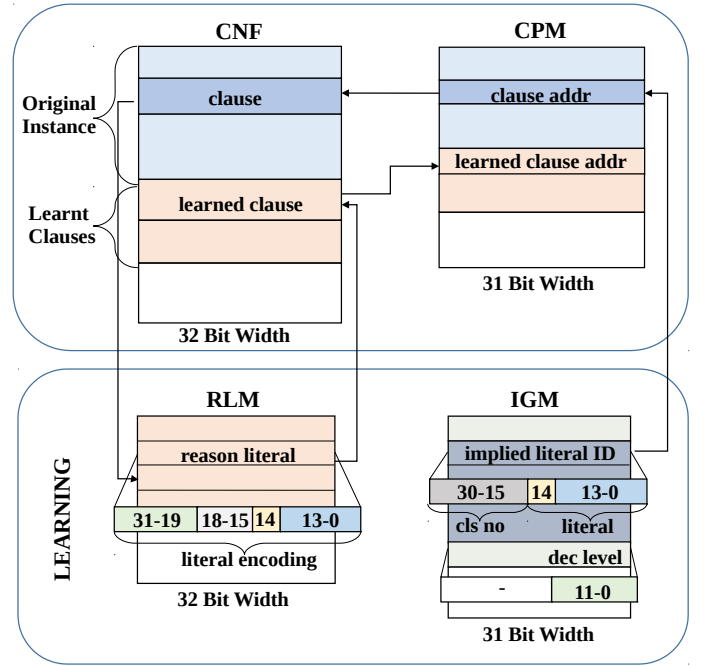 CNF
CPM
Original
Instance
clause
clause addr
learned clause addr
Learnt
Clauses
learned clause
31 Bit Width
32 Bit Width
RLM
IGM
LEARNING
reason literal
implied literal ID
30-15
14
13-0
31-19
18-15
14
13-0
cls no
literal
literal encoding
dec level
-
11-0
32 Bit Width
31 Bit Width